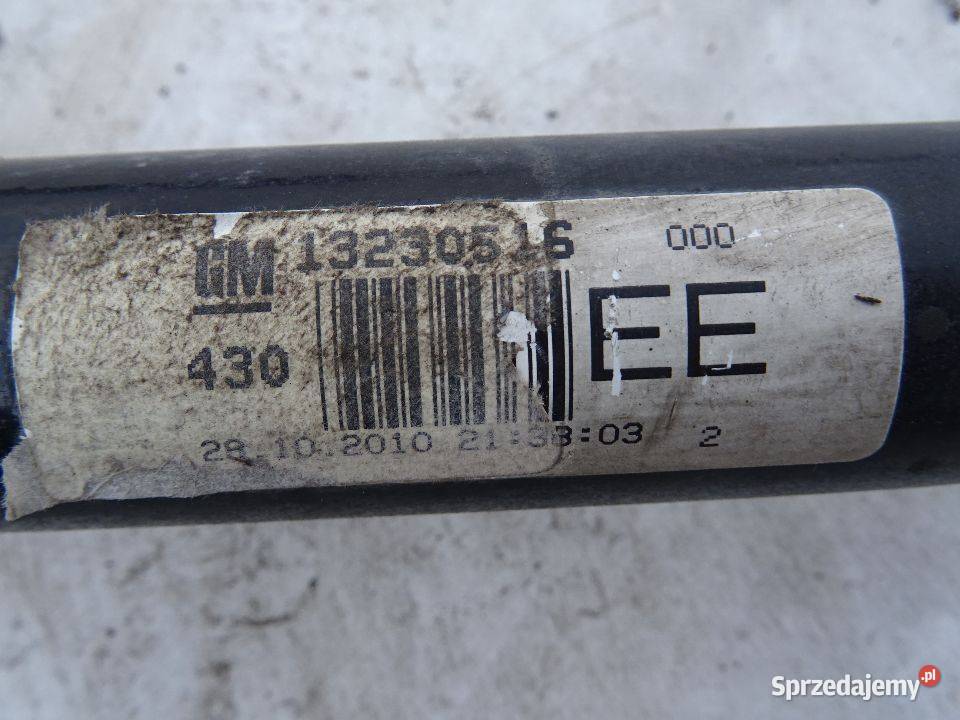 GM 13230516 000
430 EE
28.10.2010 21:38:03 2
Sprzedajemy.pl